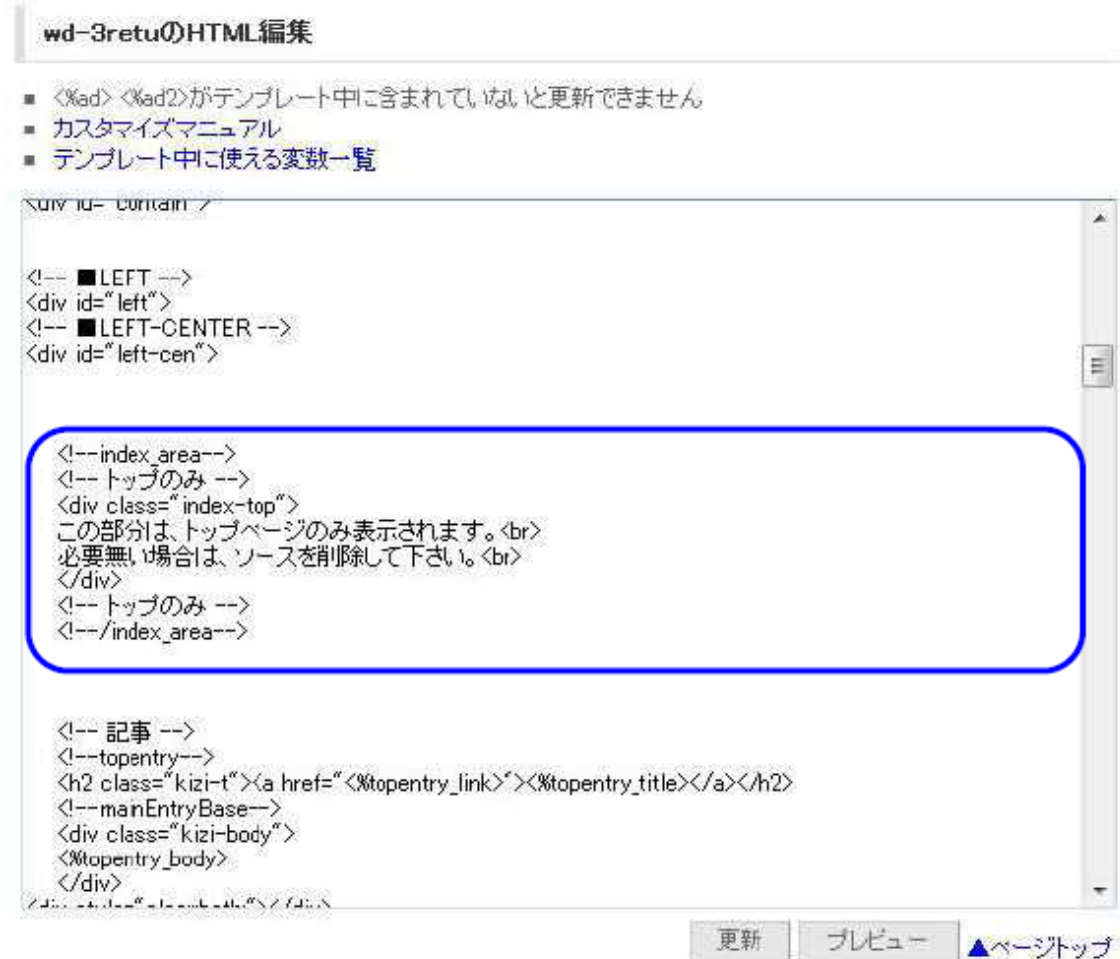 wd-3retuのHTML編集
<%ad> <%ad2>がテンプレート中に含まれていないと更新できません
カスタマイズマニュアル
テンプレート中に使える変数一覧
<div id="contain">
<!-- ■LEFT -->
<div id="left">
<!-- ■LEFT-CENTER -->
<div id="left-cen">
<!--index_area-->
<!-- トップのみ -->
<div class="index-top">
この部分は、トップページのみ表示されます。<br>
必要無い場合は、ソースを削除して下さい。<br>
</div>
<!-- トップのみ -->
<!--/index_area-->
<!-- 記事 -->
<!--topentry-->
<h2 class="kizi-t"><a href="<%topentry_link>"><%topentry_title></a></h2>
<!--mainEntryBase-->
<div class="kizi-body">
<%topentry_body>
</div>
更新 プレビュー ▲ページトップ